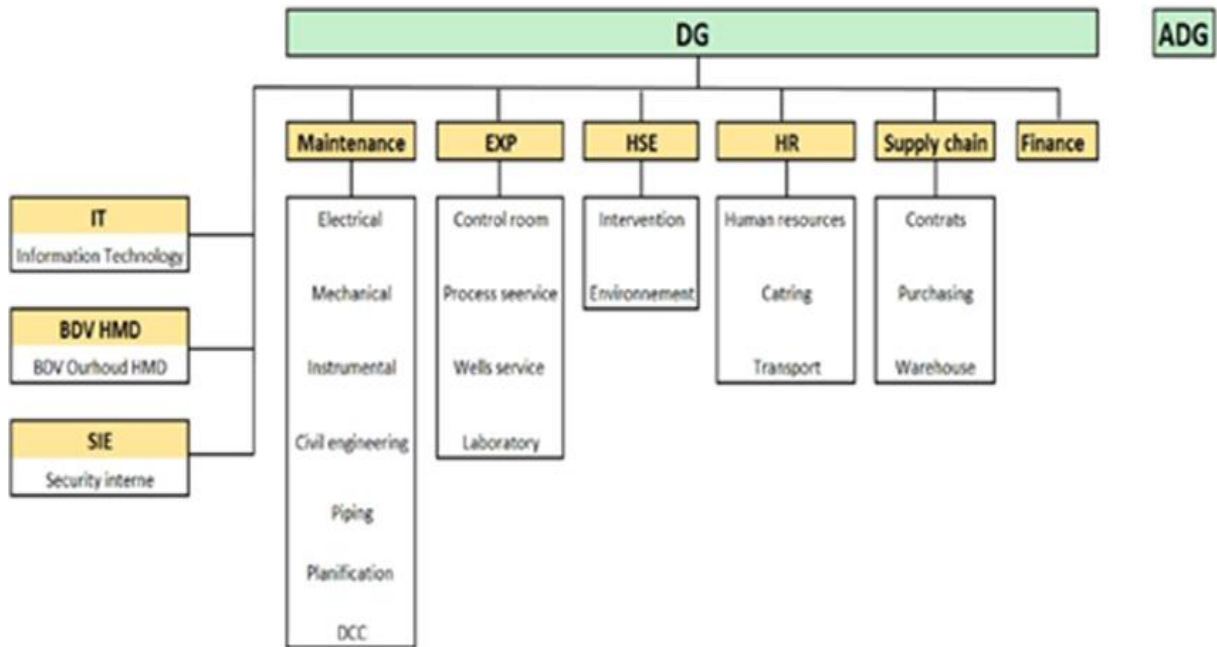 DG
ADG
Maintenance
EXP
HSE
HR
Supply chain
Finance
IT
Information Technology
BDV HMD
BDV Ourhoud HMD
SIE
Security interne
Electrical
Mechanical
Instrumental
Civil engineering
Piping
Planification
DCC
Control room
Process seervice
Wells service
Laboratory
Intervention
Environnement
Human resources
Catring
Transport
Contrats
Purchasing
Warehouse